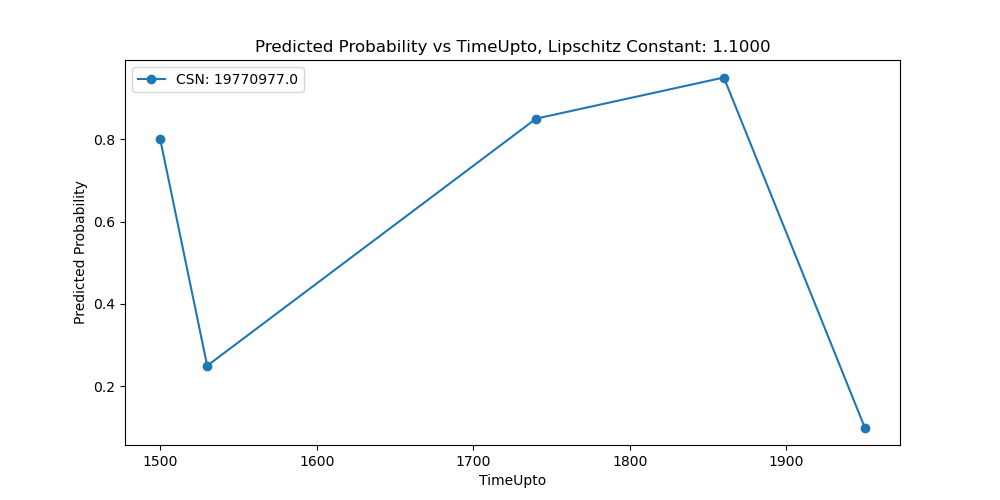 Predicted Probability vs TimeUpto, Lipschitz Constant: 1.1000
CSN: 19770977.0
Predicted Probability
0.8
0.6
0.4
0.2
1500 1600 1700 1800 1900
TimeUpto